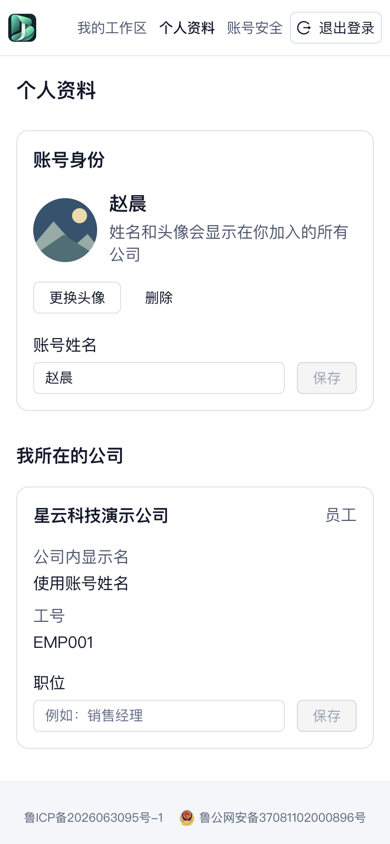 我的工作区 个人资料 账号安全 退出登录
个人资料
账号身份
赵晨
姓名和头像会显示在你加入的所有
公司
更换头像 删除
账号姓名
赵晨 保存
我所在的公司
星云科技演示公司 员工
公司内显示名
使用账号姓名
工号
EMP001
职位
例如：销售经理 保存
鲁ICP备2026063095号-1 鲁公网安备37081102000896号